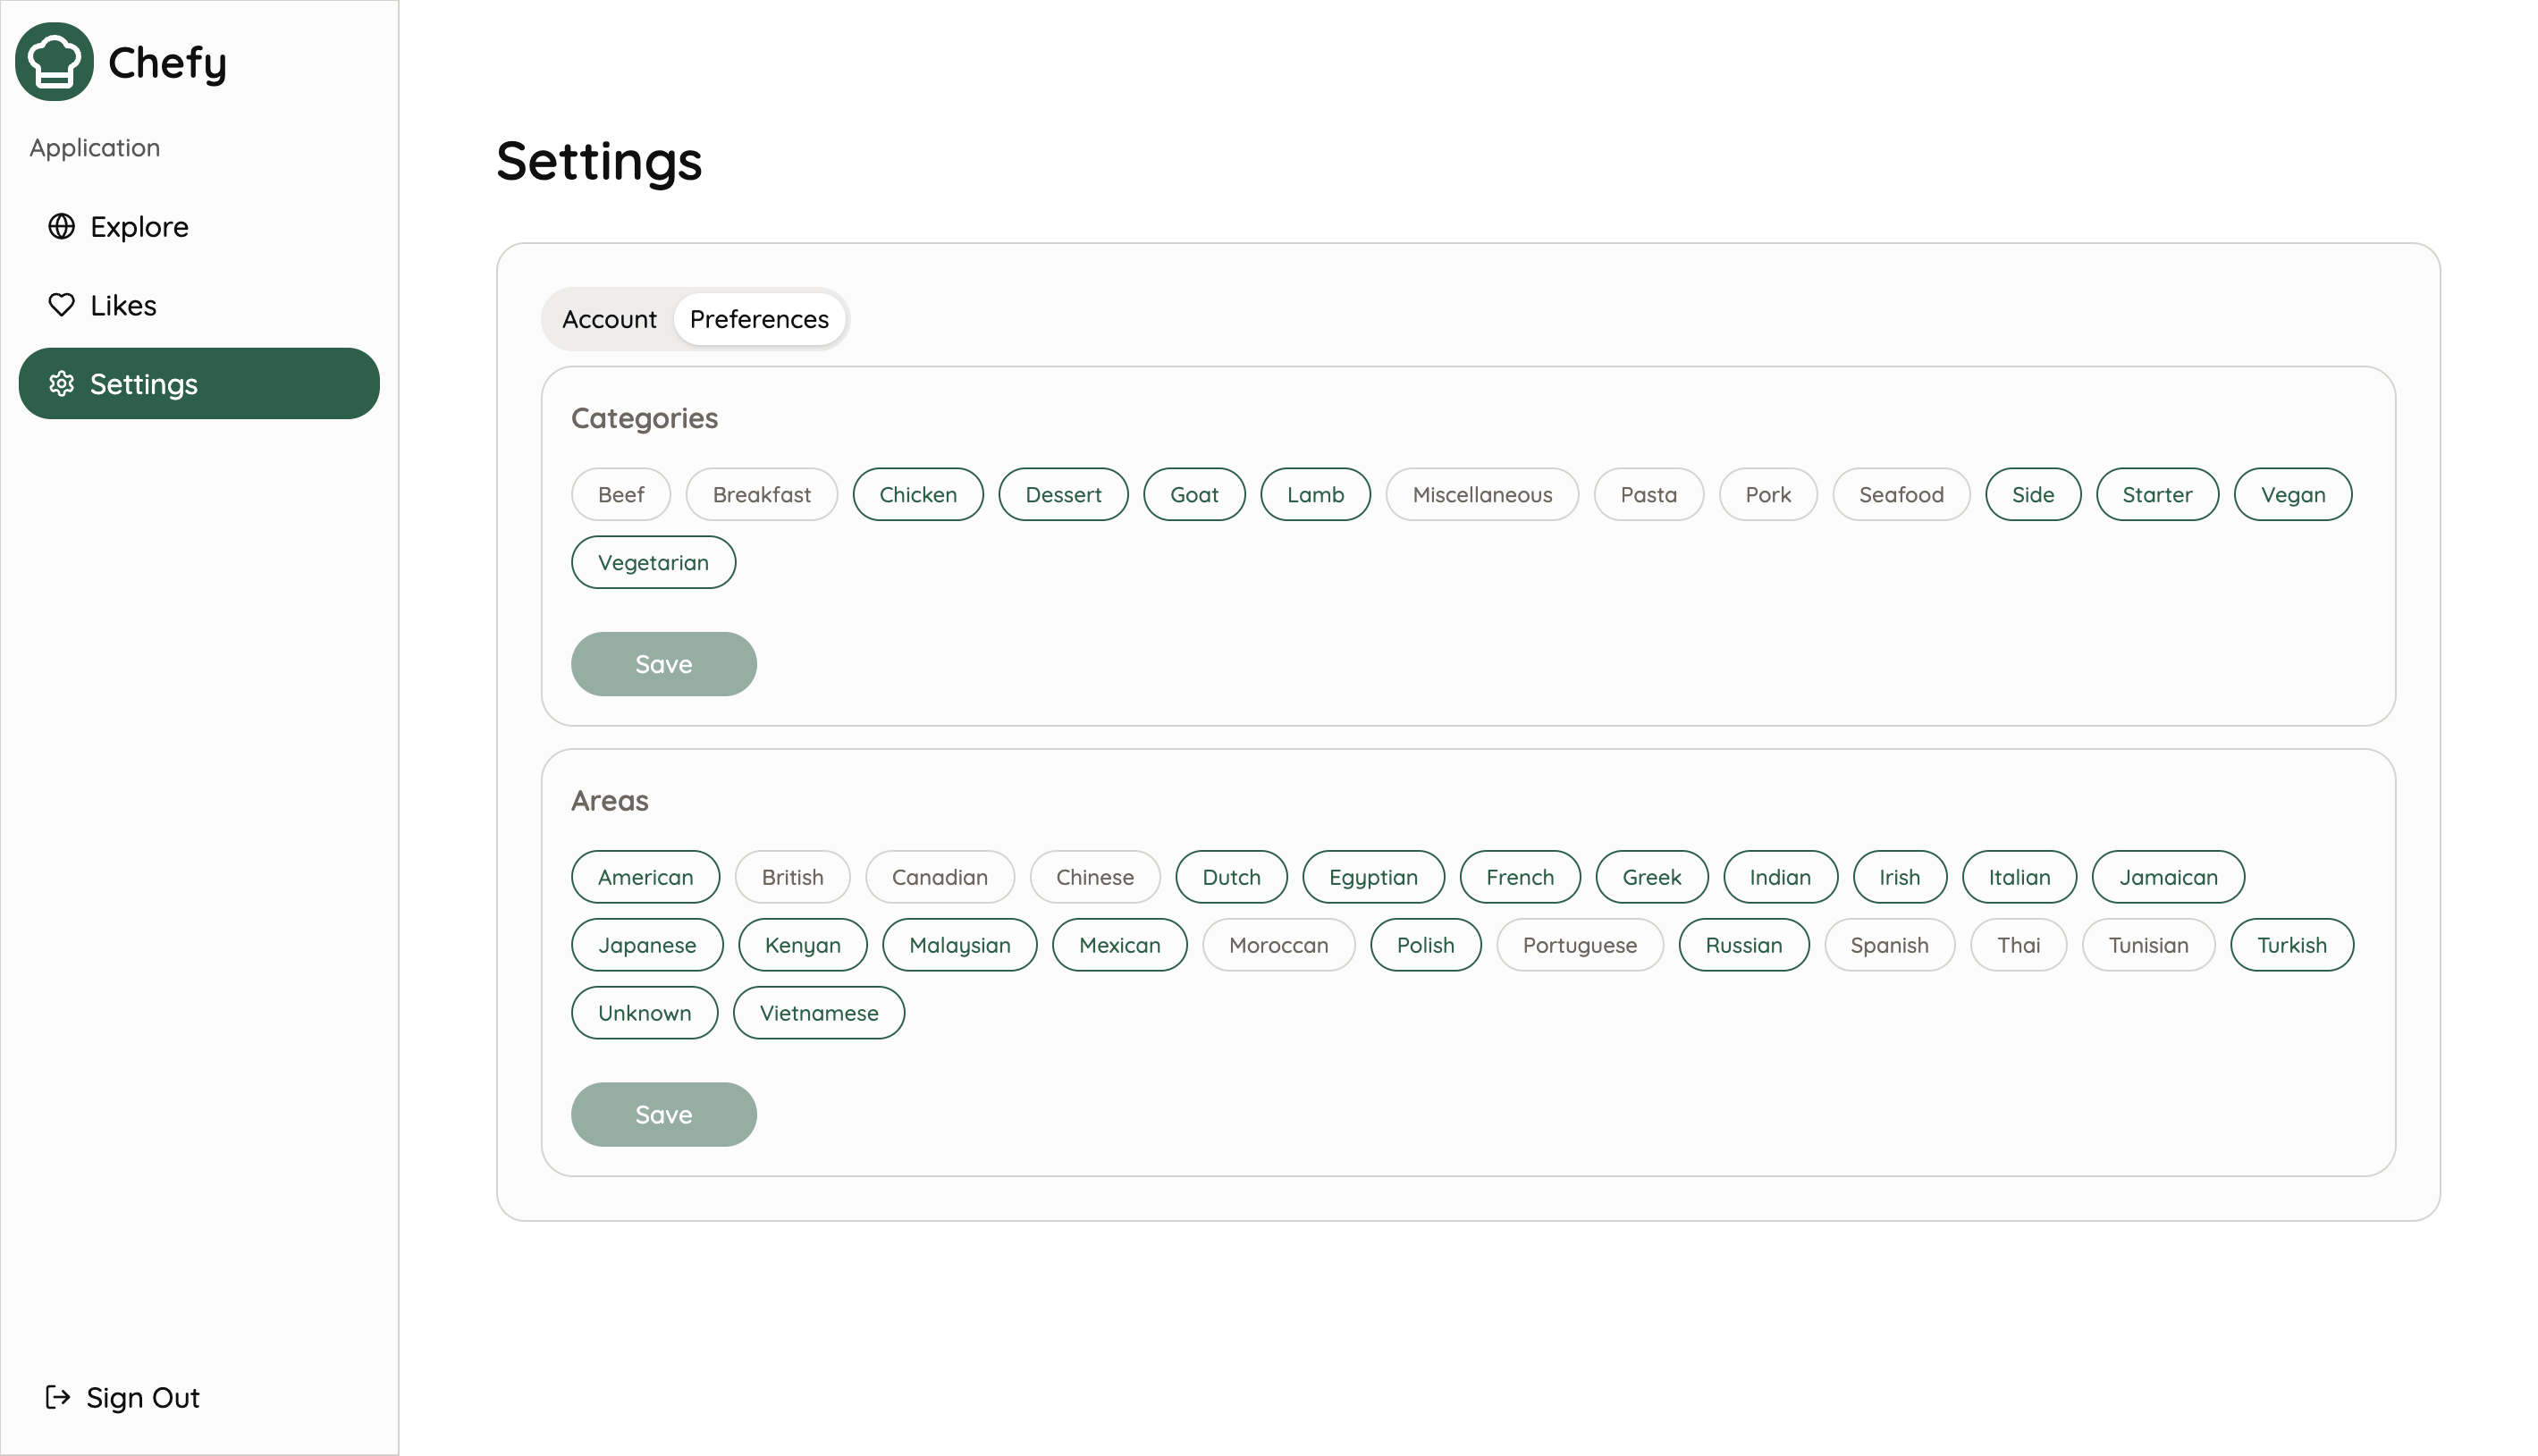 Chefy
Application
Explore
Likes
Settings
Sign Out
Settings
Account Preferences
Categories
Beef Breakfast Chicken Dessert Goat Lamb Miscellaneous Pasta Pork Seafood Side Starter Vegan
Vegetarian
Save
Areas
American British Canadian Chinese Dutch Egyptian French Greek Indian Irish Italian Jamaican
Japanese Kenyan Malaysian Mexican Moroccan Polish Portuguese Russian Spanish Thai Tunisian Turkish
Unknown Vietnamese
Save